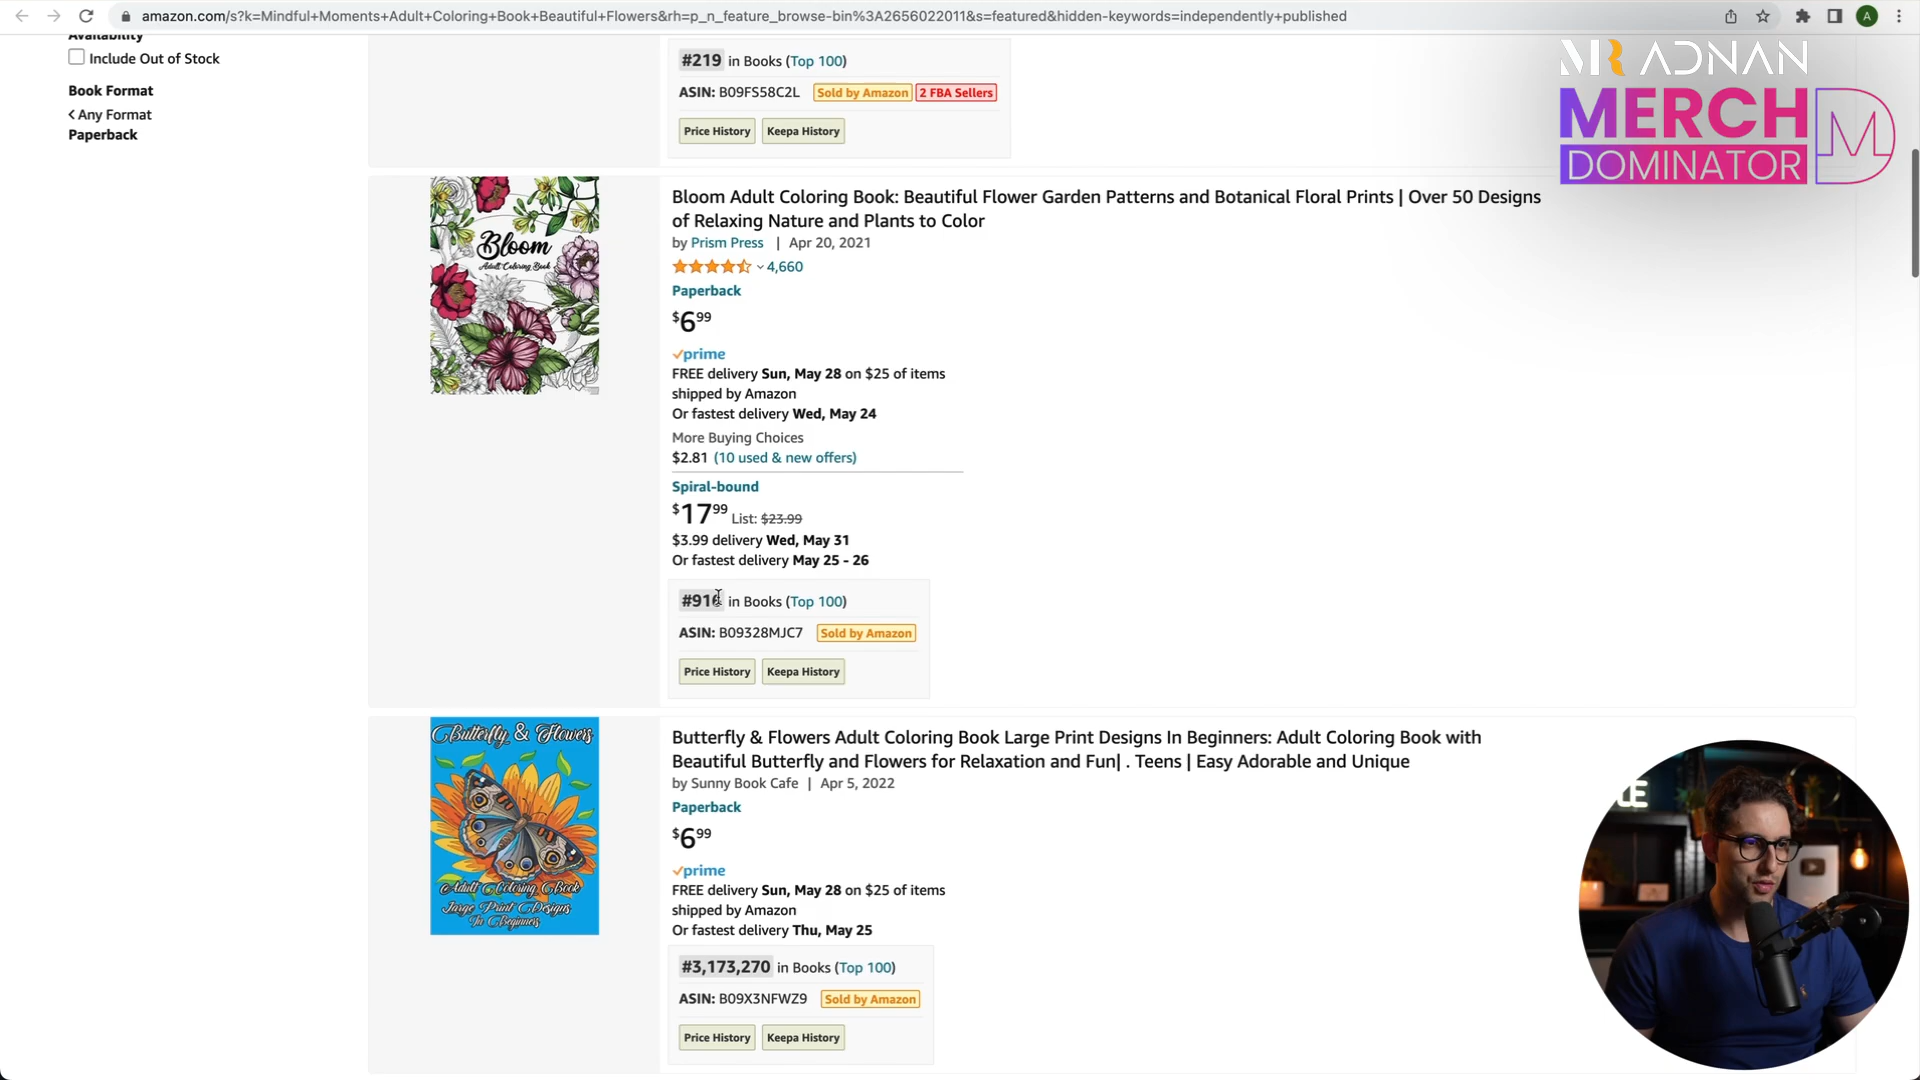 amazon.com/s?k=Mindful+Moments+Adult+Coloring+Book+Beautiful+Flowers&rh=p_n_feature_browse-bin%3A2656022011&s=featured&hidden-keywords=independently+published
A
Availability
Include Out of Stock
Book Format
Any Format
Paperback
MR ADNAN
MERCH
DOMINATOR
#219 in Books (Top 100)
ASIN: B09FS58C2L Sold by Amazon 2 FBA Sellers
Price History Keepa History
Bloom
Adult Coloring Book
Bloom Adult Coloring Book: Beautiful Flower Garden Patterns and Botanical Floral Prints | Over 50 Designs
of Relaxing Nature and Plants to Color
by Prism Press | Apr 20, 2021
4,660
Paperback
$6 99
prime
FREE delivery Sun, May 28 on $25 of items
shipped by Amazon
Or fastest delivery Wed, May 24
More Buying Choices
$2.81 (10 used & new offers)
Spiral-bound
$17 99 List: $23.99
$3.99 delivery Wed, May 31
Or fastest delivery May 25 - 26
in Books (Top 100)
ASIN: B09328MJC7 Sold by Amazon
Price History Keepa History
Butterfly & Flowers
Adult Coloring Book
Large Print Designs
In Beginners
Butterfly & Flowers Adult Coloring Book Large Print Designs In Beginners: Adult Coloring Book with
Beautiful Butterfly and Flowers for Relaxation and Fun| . Teens | Easy Adorable and Unique
by Sunny Book Cafe | Apr 5, 2022
Paperback
$6 99
prime
FREE delivery Sun, May 28 on $25 of items
shipped by Amazon
Or fastest delivery Thu, May 25
#3,173,270 in Books (Top 100)
ASIN: B09X3NFWZ9 Sold by Amazon
Price History Keepa History